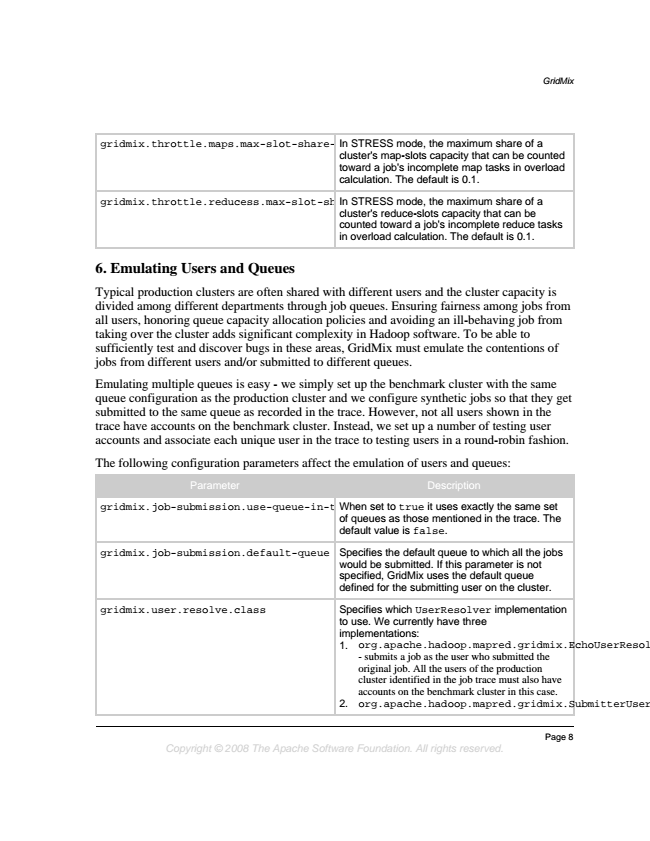 GridMix
gridmix.throttle.maps.max-slot-share-
In STRESS mode, the maximum share of a
cluster's map-slots capacity that can be counted
toward a job's incomplete map tasks in overload
calculation. The default is 0.1.
gridmix.throttle.reducess.max-slot-sh
In STRESS mode, the maximum share of a
cluster's reduce-slots capacity that can be
counted toward a job's incomplete reduce tasks
in overload calculation. The default is 0.1.
6. Emulating Users and Queues
Typical production clusters are often shared with different users and the cluster capacity is
divided among different departments through job queues. Ensuring fairness among jobs from
all users, honoring queue capacity allocation policies and avoiding an ill-behaving job from
taking over the cluster adds significant complexity in Hadoop software. To be able to
sufficiently test and discover bugs in these areas, GridMix must emulate the contentions of
jobs from different users and/or submitted to different queues.
Emulating multiple queues is easy - we simply set up the benchmark cluster with the same
queue configuration as the production cluster and we configure synthetic jobs so that they get
submitted to the same queue as recorded in the trace. However, not all users shown in the
trace have accounts on the benchmark cluster. Instead, we set up a number of testing user
accounts and associate each unique user in the trace to testing users in a round-robin fashion.
The following configuration parameters affect the emulation of users and queues:
Parameter
Description
gridmix.job-submission.use-queue-in-t
When set to true it uses exactly the same set
of queues as those mentioned in the trace. The
default value is false.
gridmix.job-submission.default-queue
Specifies the default queue to which all the jobs
would be submitted. If this parameter is not
specified, GridMix uses the default queue
defined for the submitting user on the cluster.
gridmix.user.resolve.class
Specifies which UserResolver implementation
to use. We currently have three
implementations:
1. org.apache.hadoop.mapred.gridmix.EchoUserResol
- submits a job as the user who submitted the
original job. All the users of the production
cluster identified in the job trace must also have
accounts on the benchmark cluster in this case.
2. org.apache.hadoop.mapred.gridmix.SubmitterUser
Page 8
Copyright © 2008 The Apache Software Foundation. All rights reserved.